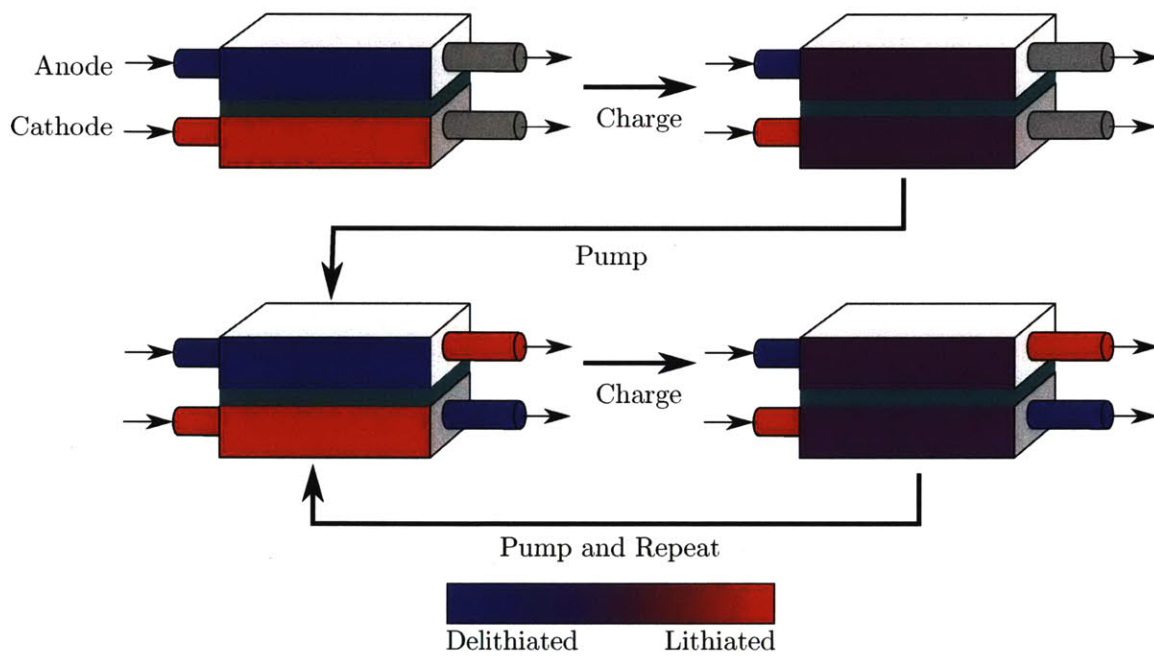 Anode
Cathode
Charge
Pump
Charge
Pump and Repeat
Delithiated
Lithiated